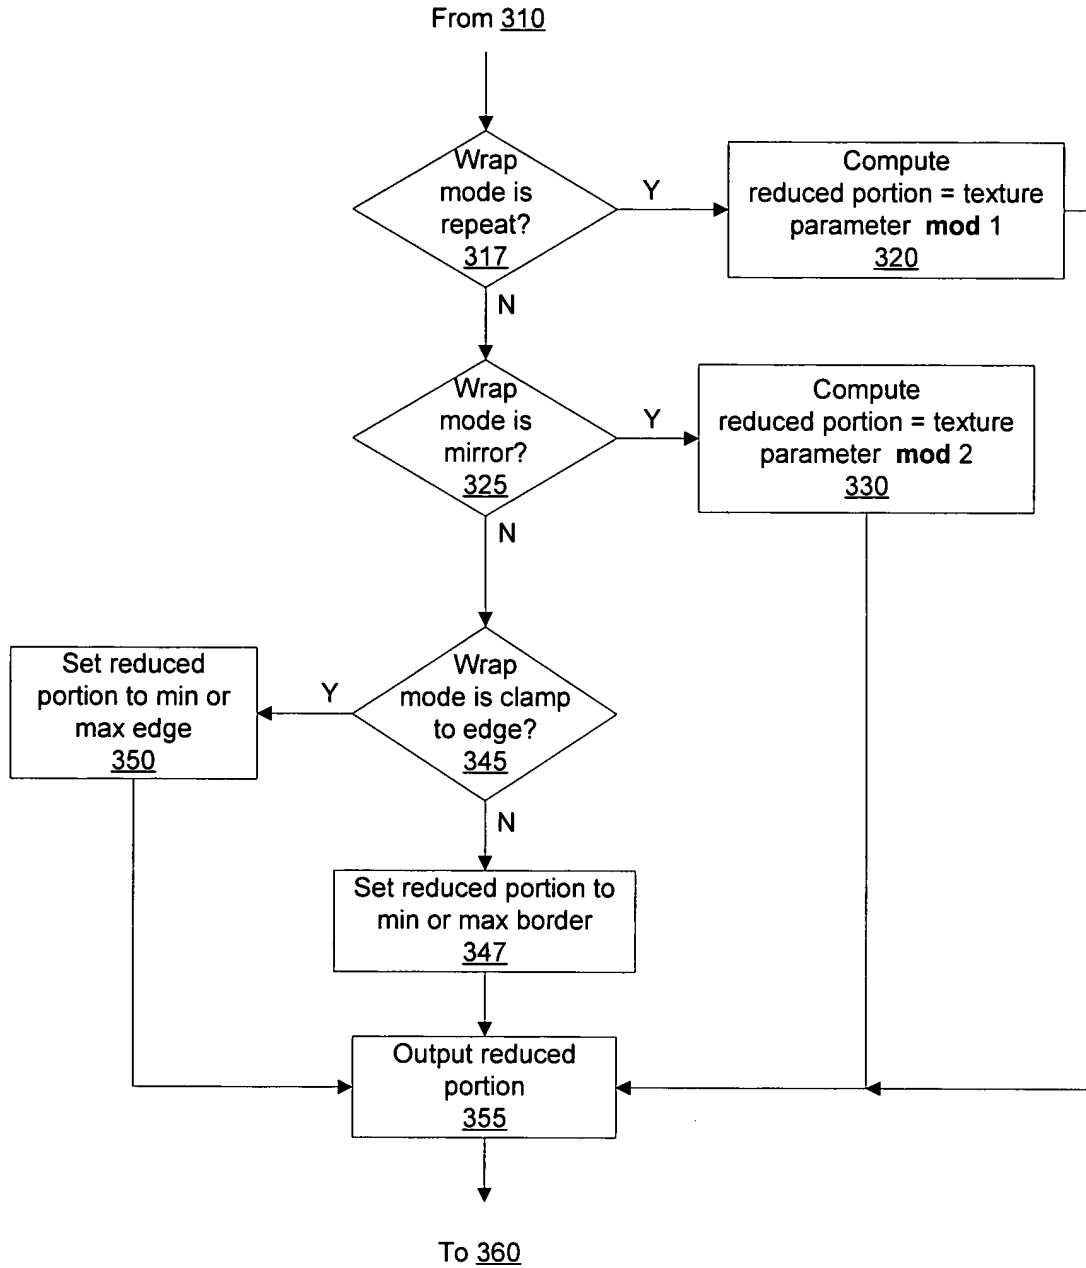 From 310
Wrap
mode is
repeat?
317
Y
Compute
reduced portion = texture
parameter mod 1
320
N
Wrap
mode is
mirror?
325
Y
Compute
reduced portion = texture
parameter mod 2
330
N
Set reduced
portion to min or
max edge
350
Y
Wrap
mode is clamp
to edge?
345
N
Set reduced portion to
min or max border
347
Output reduced
portion
355
To 360